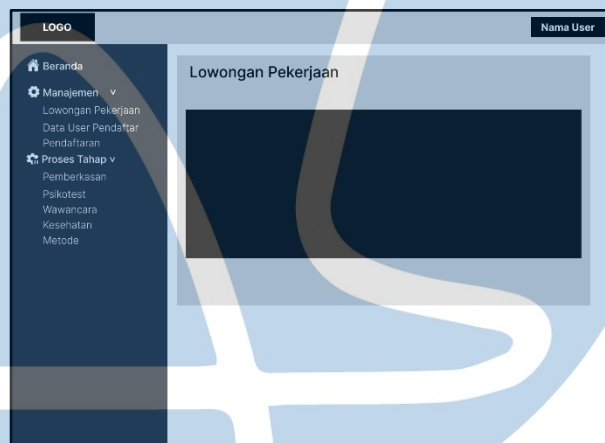 LOGO
Nama User
Beranda
Manajemen v
Lowongan Pekerjaan
Data User Pendaftar
Pendaftaran
Proses Tahap v
Pemberkasan
Psikotest
Wawancara
Kesehatan
Metode
Lowongan Pekerjaan